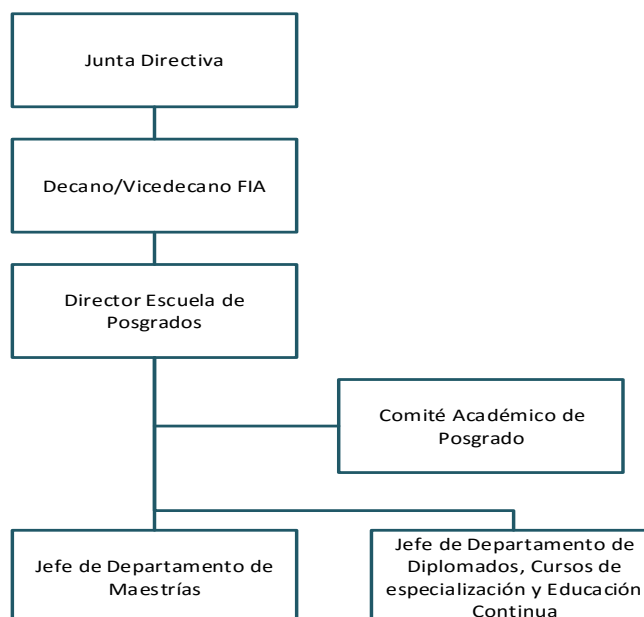 Junta Directiva
Decano/Vicedecano FIA
Director Escuela de
Posgrados
Comité Académico de
Posgrado
Jefe de Departamento de
Maestrías
Jefe de Departamento de
Diplomados, Cursos de
especialización y Educación
Continua